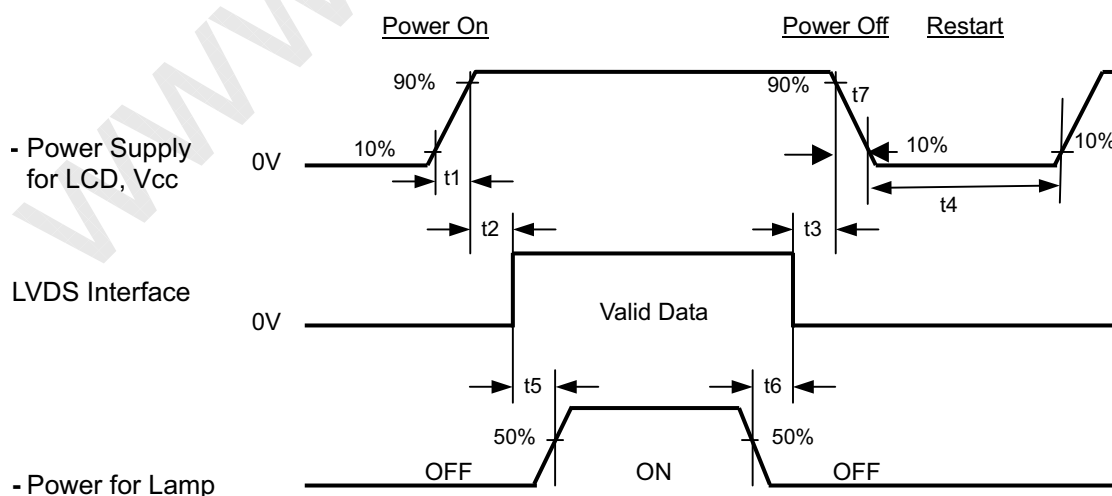 Power On
Power Off Restart
90%
90%
t7
- Power Supply
for LCD, Vcc
0V
10%
10%
10%
t1
t4
t2
t3
LVDS Interface
0V
Valid Data
t5
t6
50%
50%
- Power for Lamp
OFF
ON
OFF
www